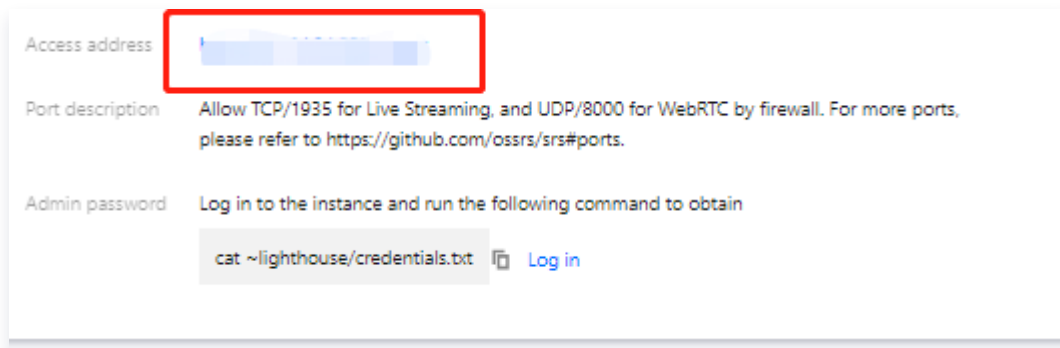 Access address
Port description Allow TCP/1935 for Live Streaming, and UDP/8000 for WebRTC by firewall. For more ports,
please refer to https://github.com/ossrs/srs#ports.
Admin password Log in to the instance and run the following command to obtain
cat ~lighthouse/credentials.txt Log in